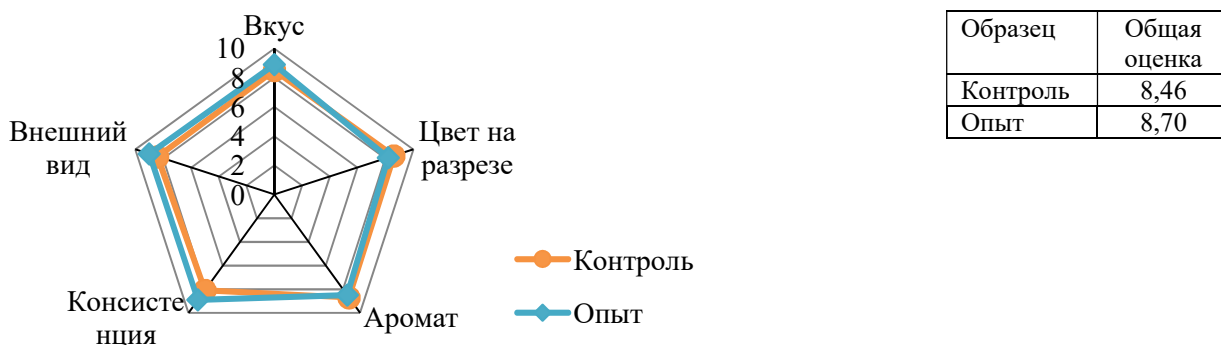 Вкус
10
8
6
4
2
0
Цвет на
разрезе
Аромат
Консисте
нция
Внешний
вид
Контроль
Опыт
Образец Общая
оценка
Контроль 8,46
Опыт 8,70